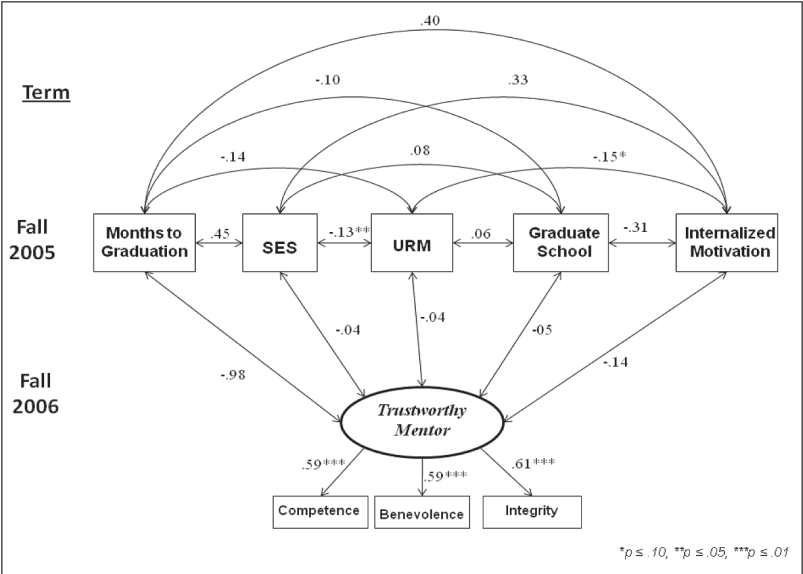 .40
Term
-.10
.33
-.14
.08
-.15*
Fall
2005
Months to
Graduation
.45
SES
-.13**
URM
.06
Graduate
School
-.31
Internalized
Motivation
-.04
-.04
-05
-.14
-.98
Fall
2006
Trustworthy
Mentor
.59***
.59***
.61***
Competence
Benevolence
Integrity
*p ≤ .10, **p ≤ .05, ***p ≤ .01